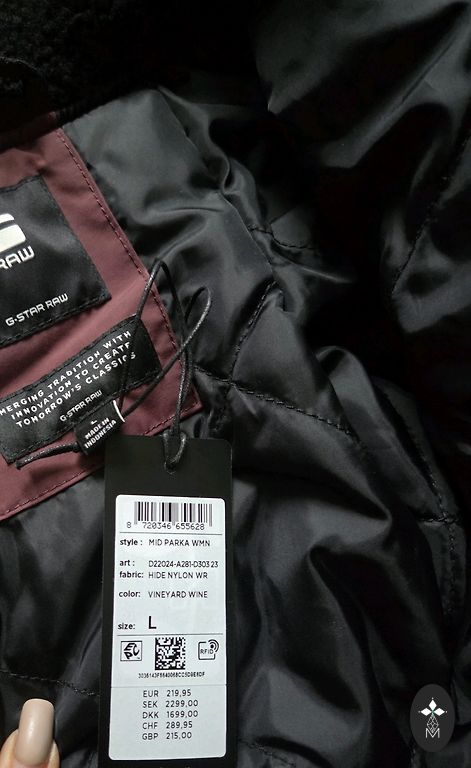 RAW
G-STAR RAW
MERGING TRADITION WITH
INNOVATION TO CREATE
TOMORROW'S CLASSICS
G-STAR RAW
L
MADE IN
INDONESIA
8 720346 655628
style : MID PARKA WMN
art : D22024-A281-D303 23
fabric: HIDE NYLON WR
color: VINEYARD WINE
size: L
RFID
EUR 219,95
SEK 2299,00
DKK 1699,00
CHF 289,95
GBP 215,00
M